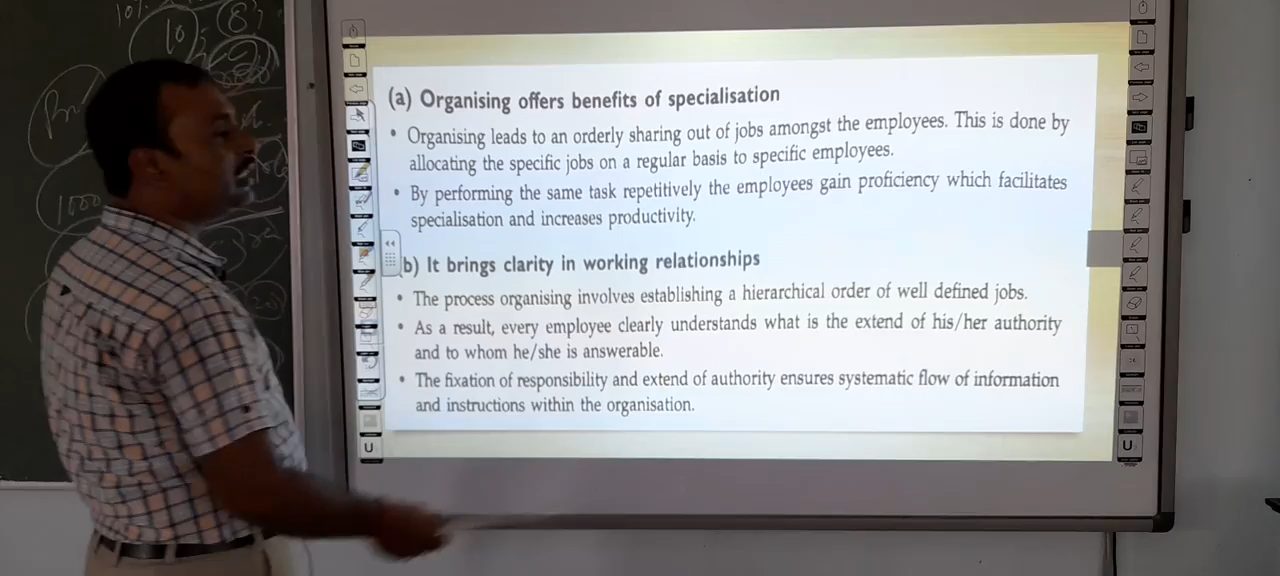 (a) Organising offers benefits of specialisation
• Organising leads to an orderly sharing out of jobs amongst the employees. This is done by
allocating the specific jobs on a regular basis to specific employees.
• By performing the same task repetitively the employees gain proficiency which facilitates
specialisation and increases productivity.
b) It brings clarity in working relationships
• The process organising involves establishing a hierarchical order of well defined jobs.
• As a result, every employee clearly understands what is the extend of his/her authority
and to whom he/she is answerable.
• The fixation of responsibility and extend of authority ensures systematic flow of information
and instructions within the organisation.
U
U
10%
10
8
1000